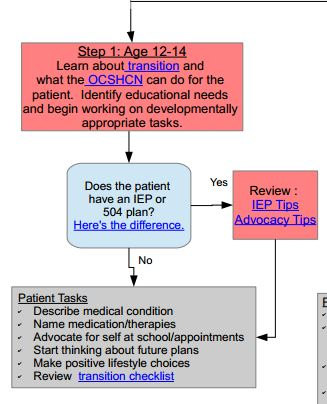 Step 1: Age 12-14
Learn about transition and
what the OCSHCN can do for the
patient. Identify educational needs
and begin working on developmentally
appropriate tasks.
Does the patient
have an IEP or
504 plan?
Here's the difference.
Yes
Review :
IEP Tips
Advocacy Tips
No
Patient Tasks
✓ Describe medical condition
✓ Name medication/therapies
✓ Advocate for self at school/appointments
✓ Start thinking about future plans
✓ Make positive lifestyle choices
✓ Review transition checklist